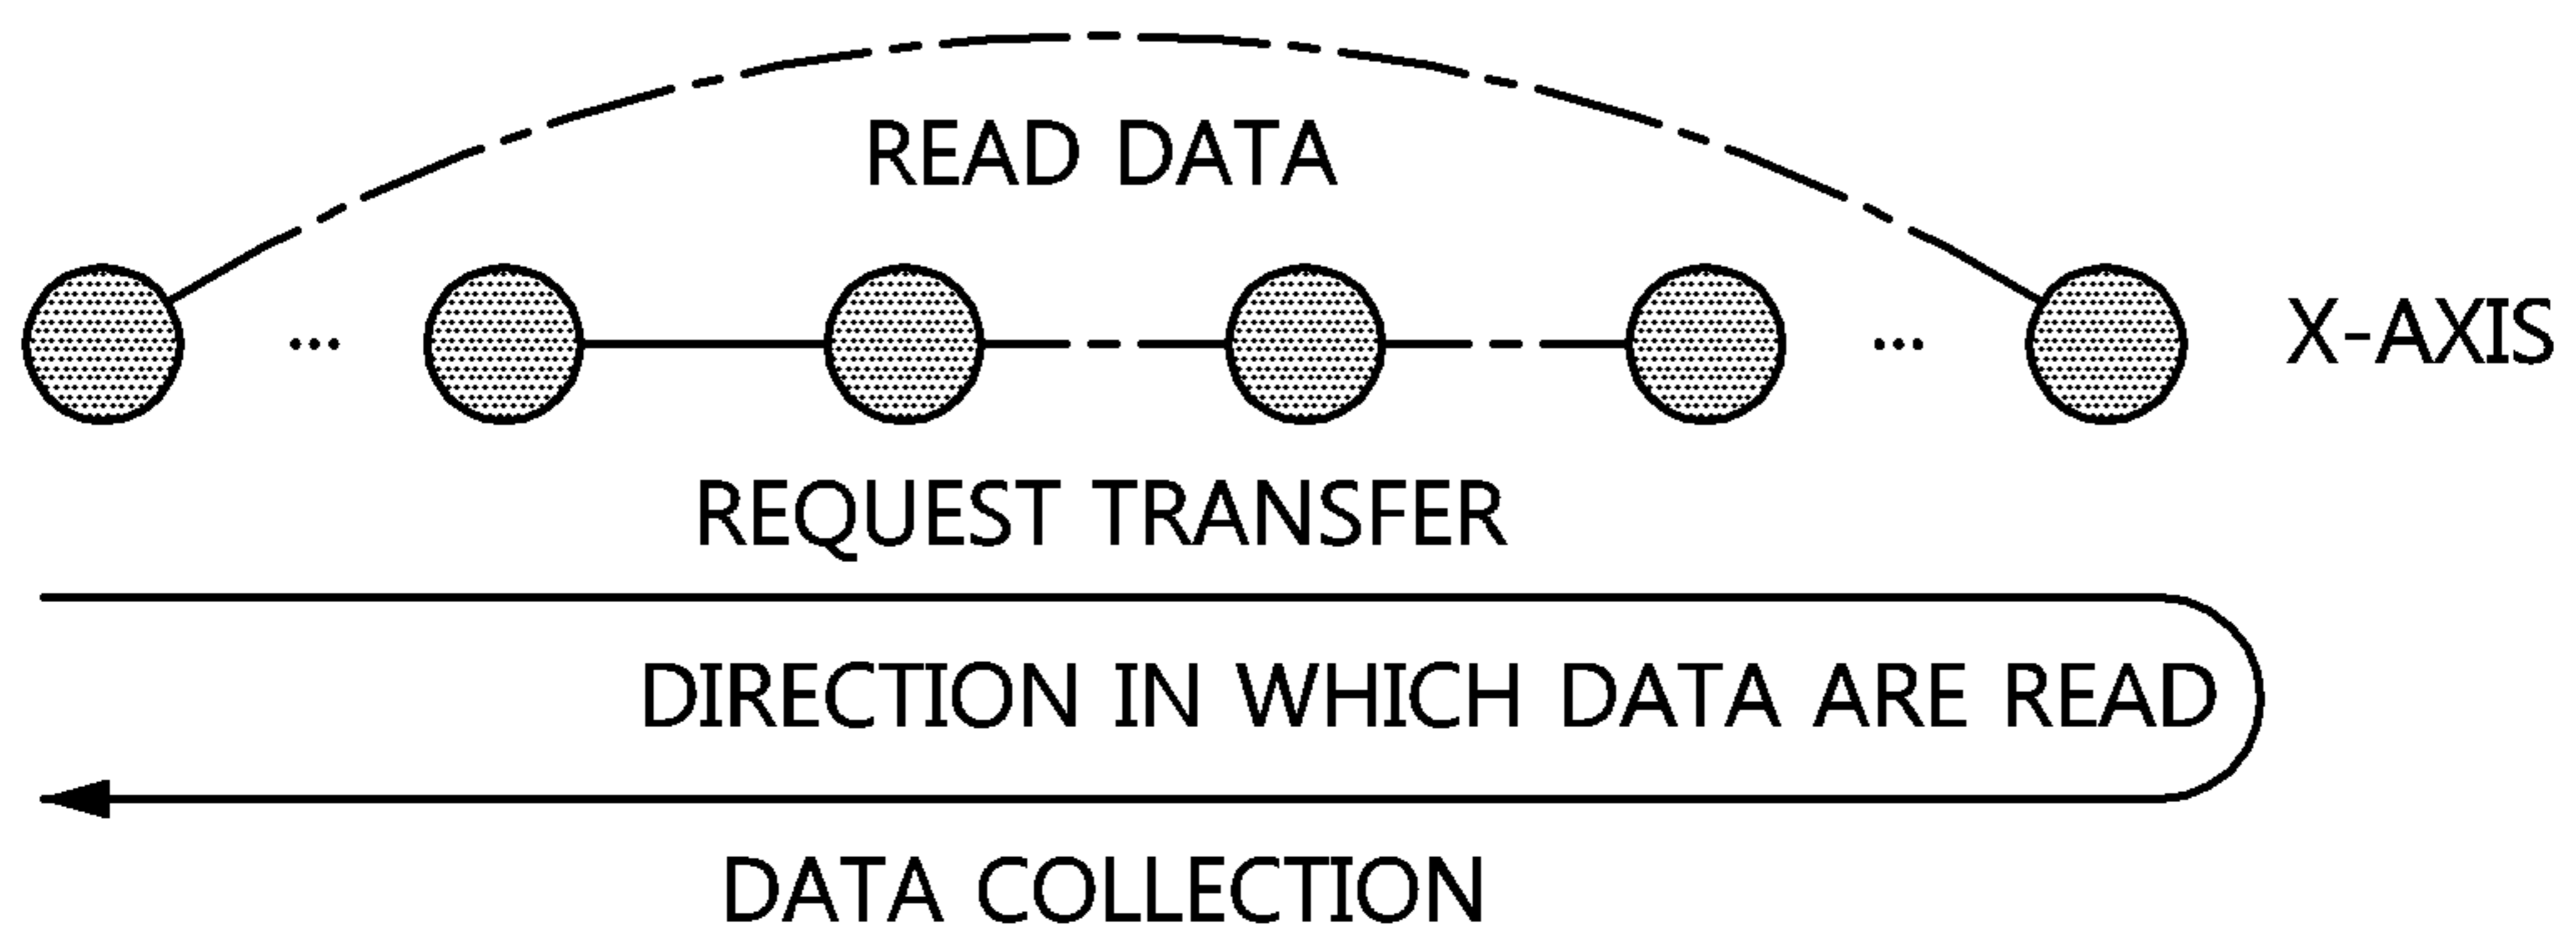 READ DATA
... ... X-AXIS
REQUEST TRANSFER
DIRECTION IN WHICH DATA ARE READ
DATA COLLECTION